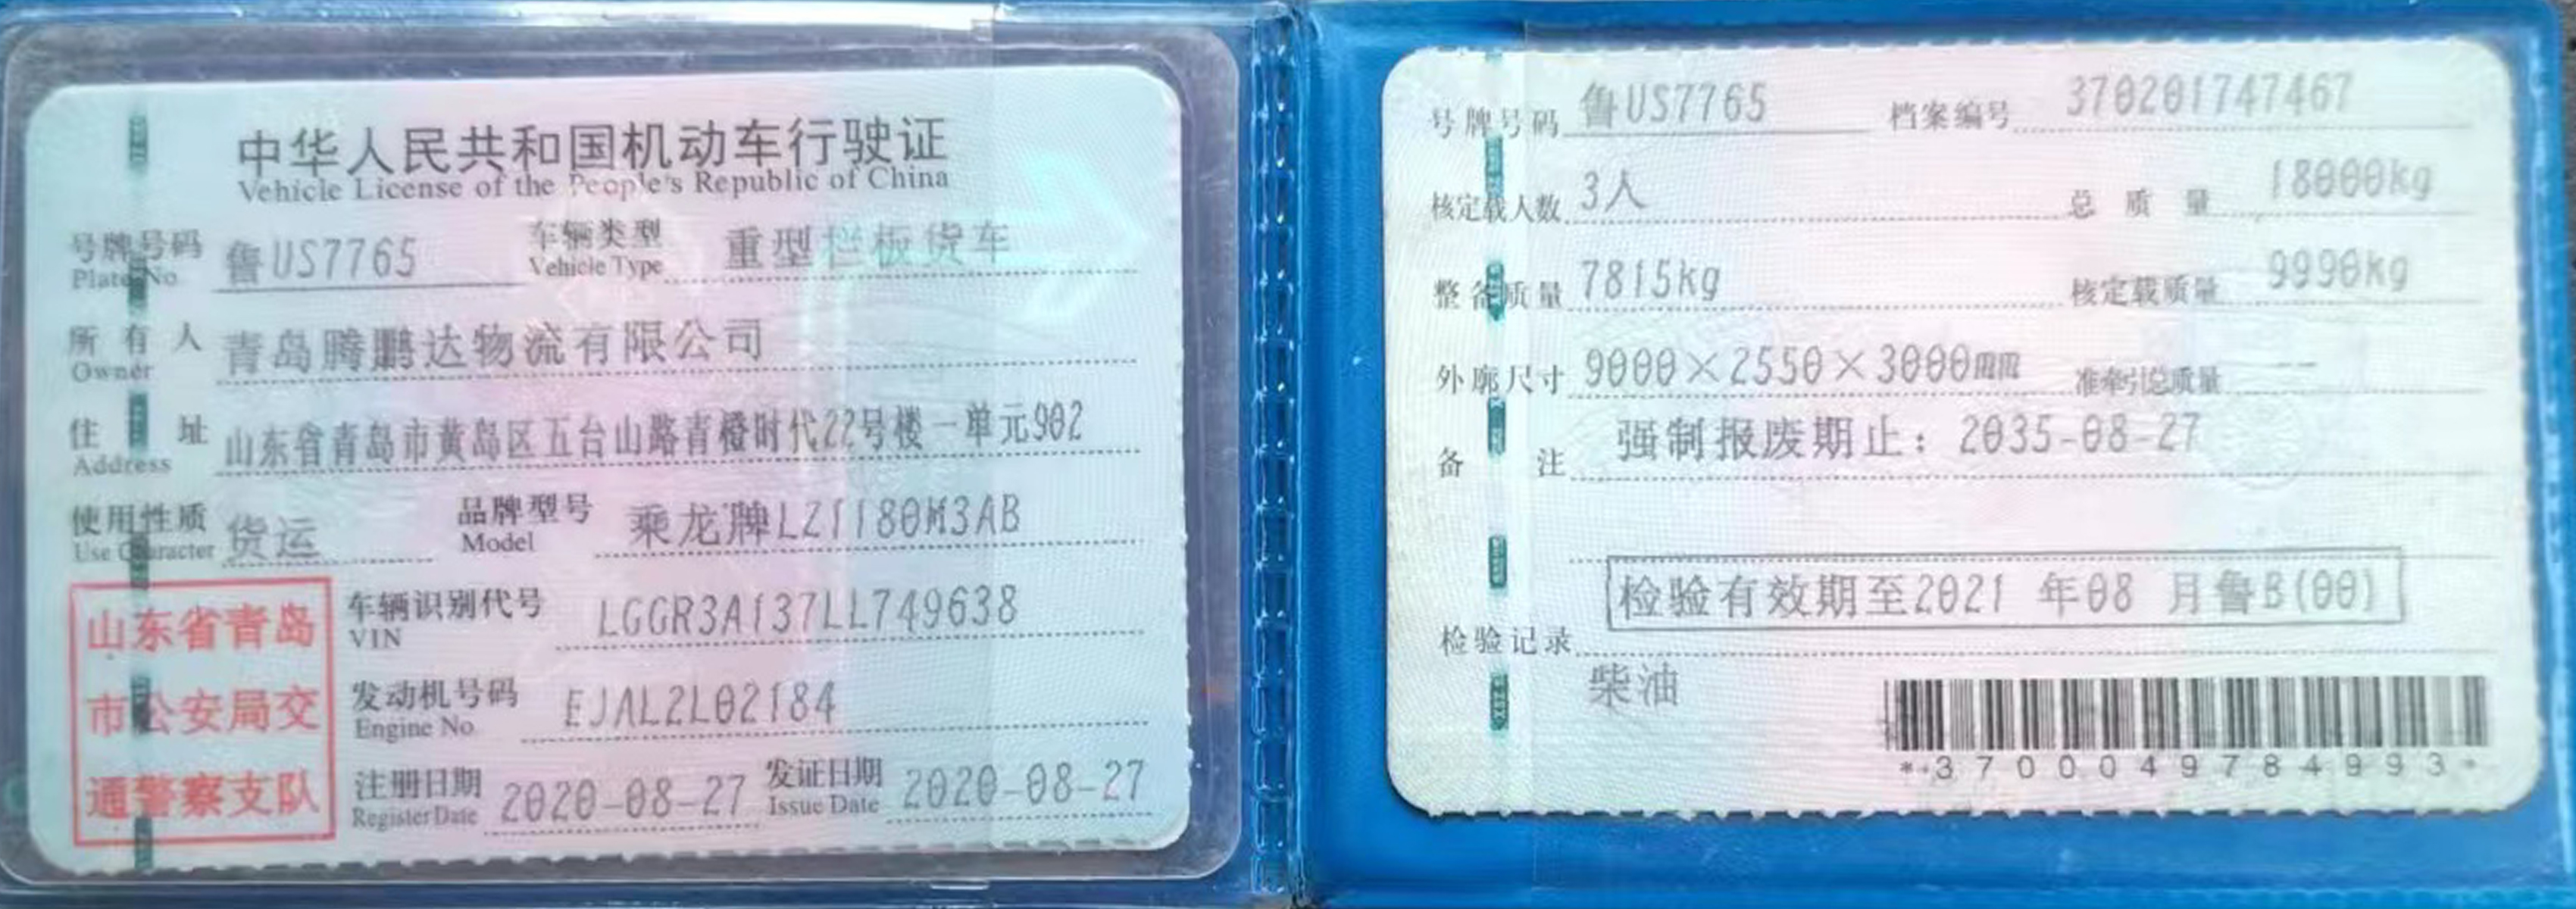 中华人民共和国机动车行驶证
Vehicle License of the People's Republic of China
号牌号码 鲁US7765 车辆类型 重型栏板货车
Plate No. Vehicle Type
所有人 青岛腾鹏达物流有限公司
Owner
住址 山东省青岛市黄岛区五台山路青橙时代22号楼一单元902
Address
使用性质 货运 品牌型号 乘龙牌LZ1180M3AB
Use Character Model
山东省青岛
市公安局交
通警察支队
车辆识别代号 LGGR3A137LL749638
VIN
发动机号码 EJAL2L02184
Engine No.
注册日期 2020-08-27 发证日期 2020-08-27
Register Date Issue Date
号牌号码 鲁US7765 档案编号 370201747467
核定载人数 3人 总质量 18000kg
整备质量 7815kg 核定载质量 9990kg
外廓尺寸 9000×2550×3000mm 准牵引总质量 --
备注 强制报废期止：2035-08-27
检验有效期至2021 年08 月鲁B(00)
检验记录
柴油
*3700049784993*